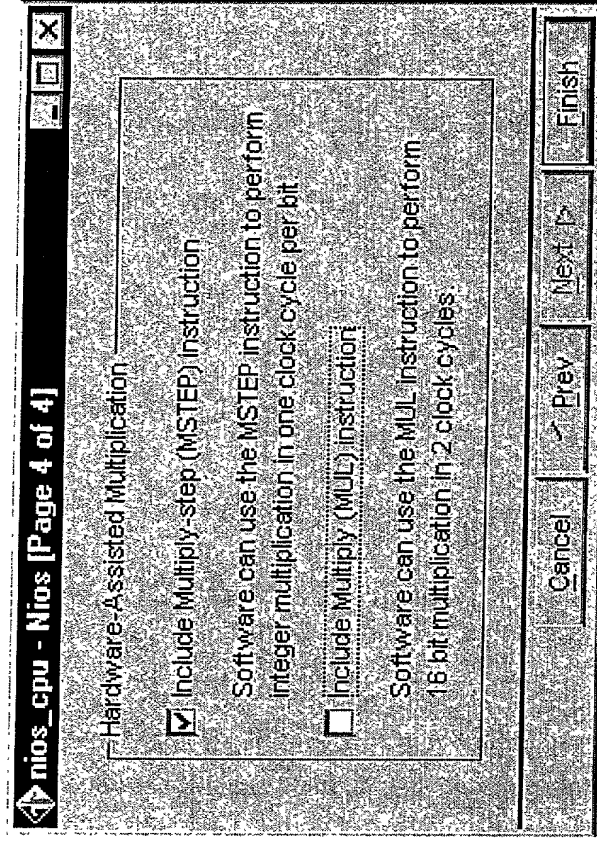 nios_cpu - Nios [Page 4 of 4]
Hardware-Assisted Multiplication
Include Multiply-step (MSTEP) instruction
Software can use the MSTEP instruction to perform
integer multiplication in one clock cycle per bit.
Include Multiply (MUL) instruction
Software can use the MUL instruction to perform
16 bit multiplication in 2 clock cycles.
Cancel
Prev
Next
Finish